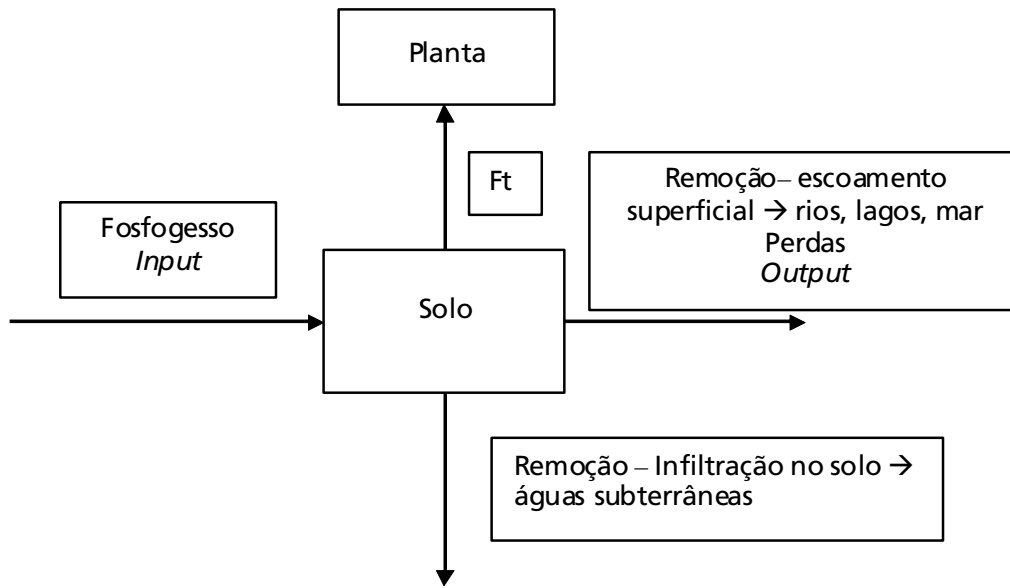 Planta
Ft
Remoção– escoamento
superficial → rios, lagos, mar
Perdas
Output
Fosfogesso
Input
Solo
Remoção – Infiltração no solo →
águas subterrâneas